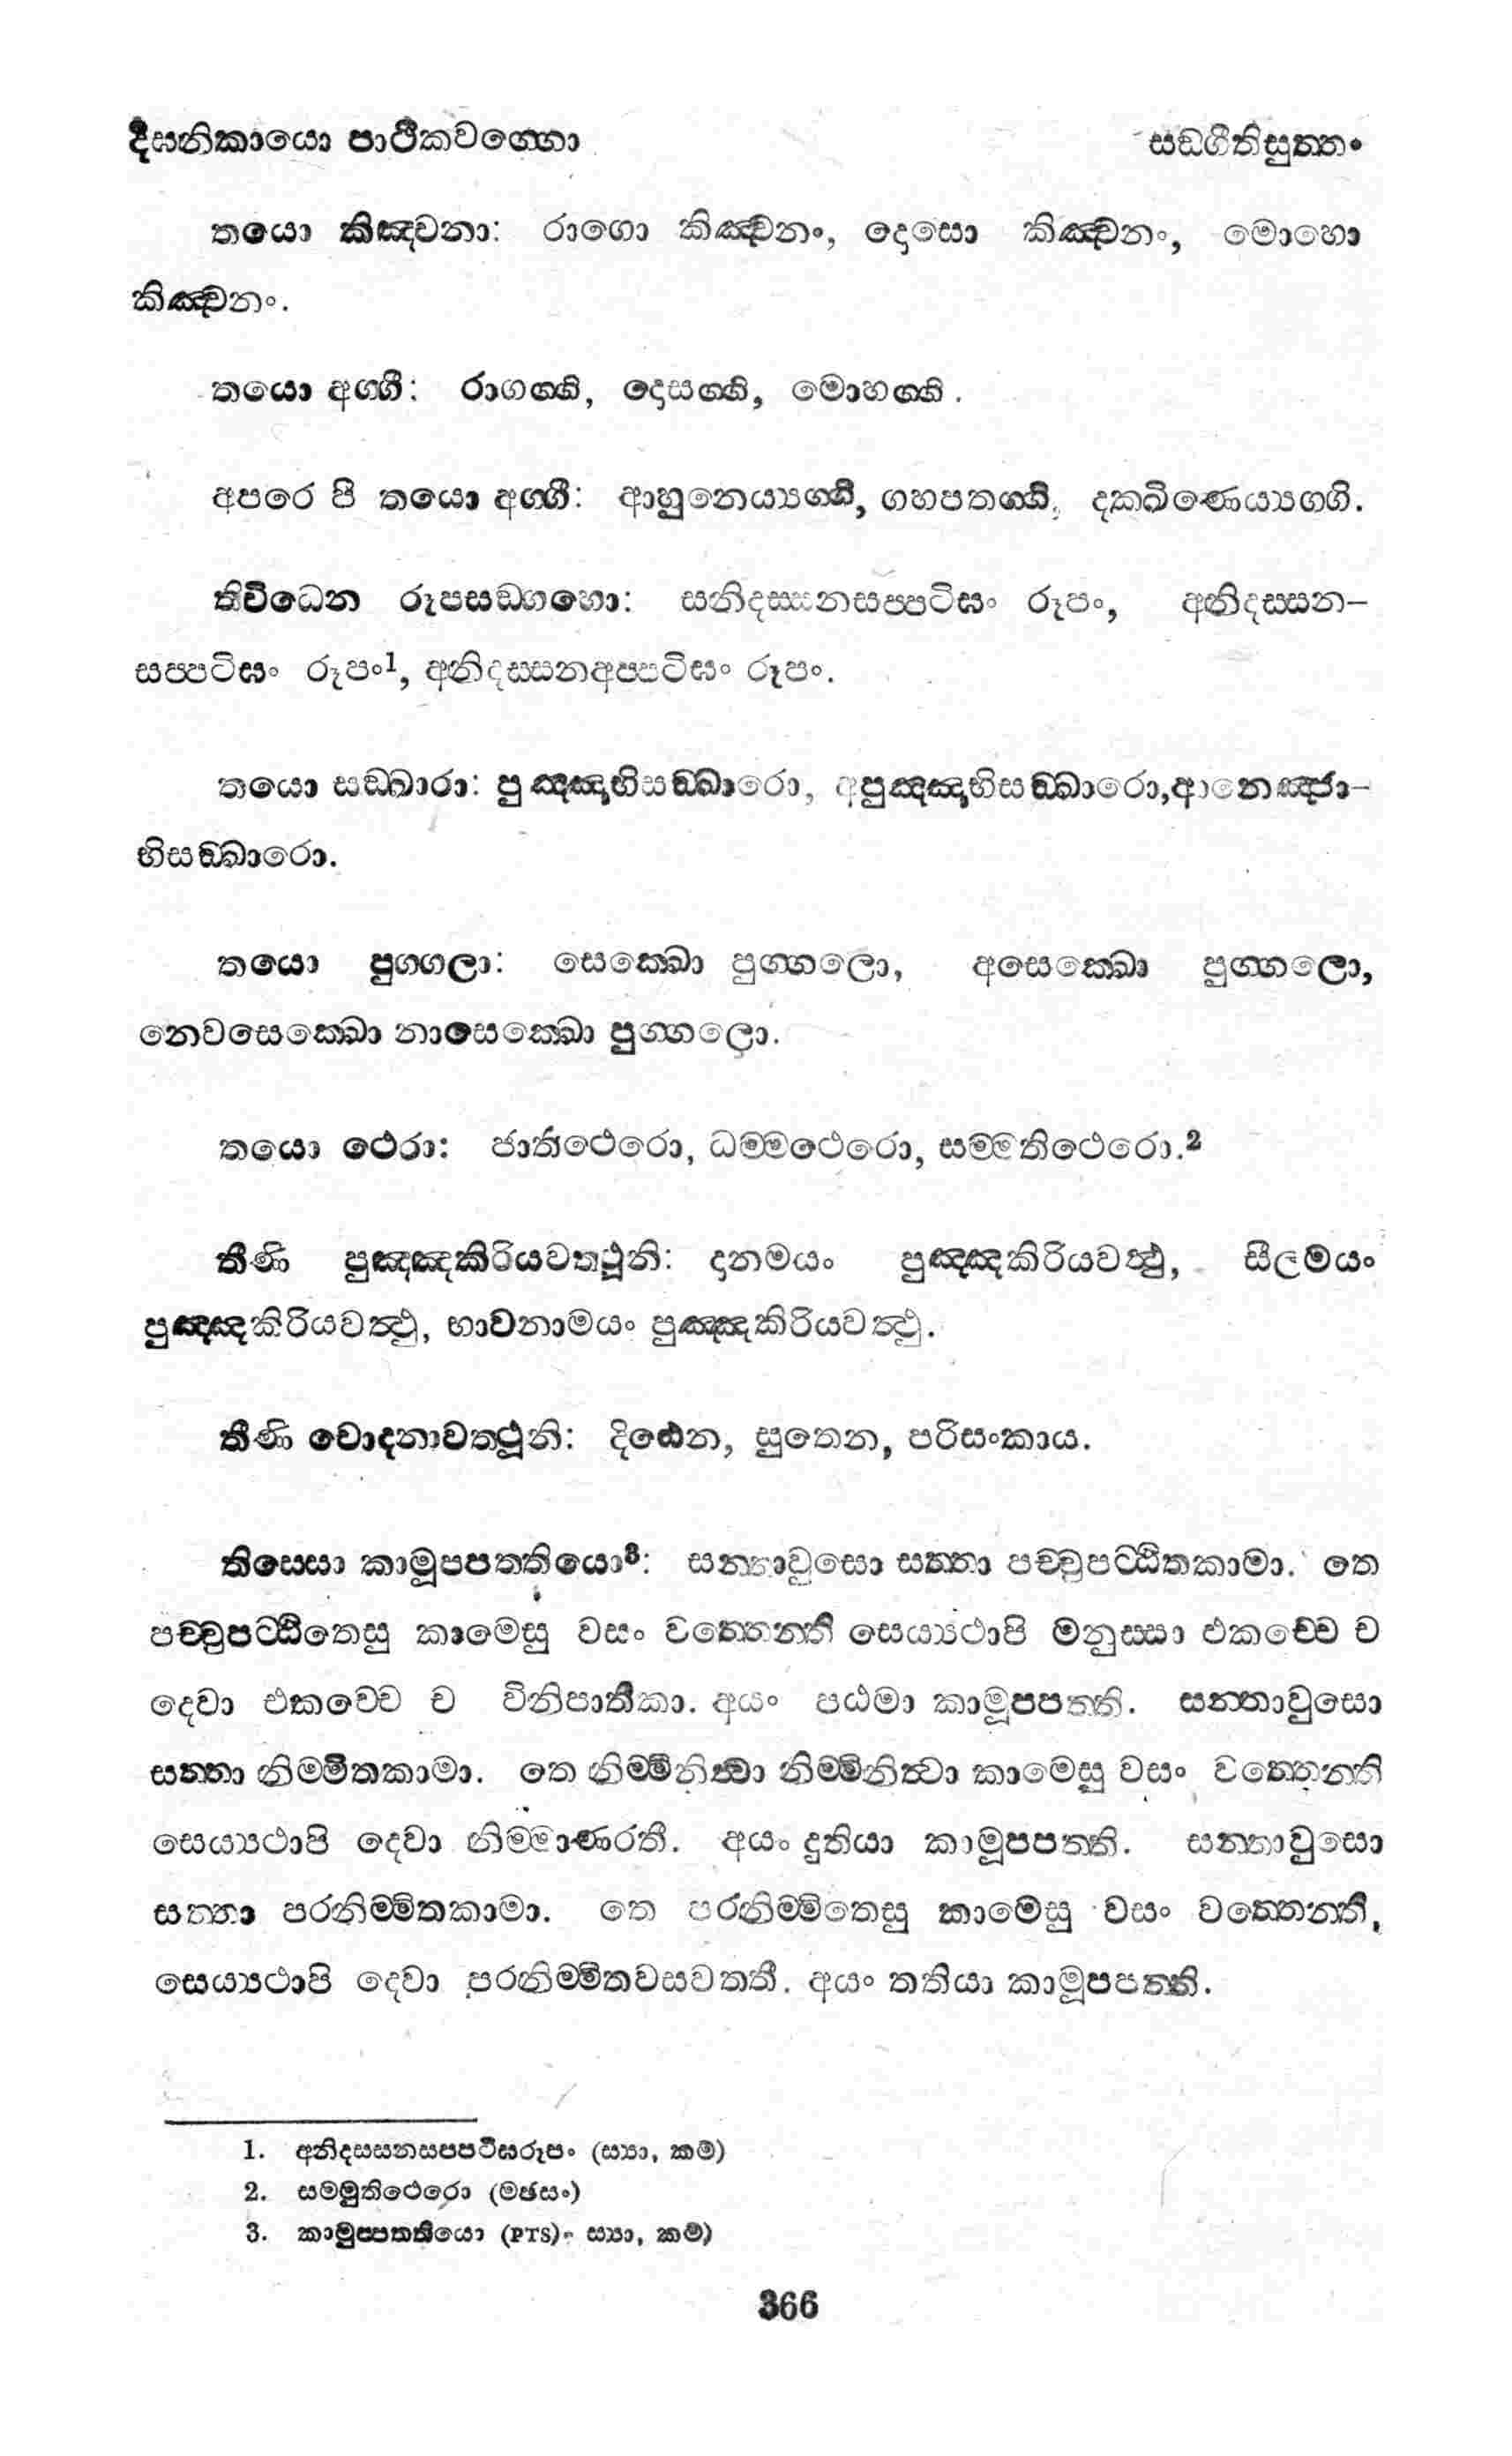 දීඝනිකායො පාථිකවග්ගො සඞ්ගීතිසුත්තං
තයො කිඤ්චනා: රාගො කිඤ්චනං, දොසො කිඤ්චනං, මොහො
කිඤ්චනං.
තයො අග්ගී: රාගග්ගි, දොසග්ගි, මොහග්ගි.
අපරෙ පි තයො අග්ගී: ආහුනෙය්‍යග්ගි, ගහපතග්ගි, දක්ඛිණෙය්‍යග්ගි.
තිවිධෙන රූපසඞ්ගහො: සනිදස්සනසප්පටිඝං රූපං, අනිදස්සන–
සප්පටිඝං රූපං1, අනිදස්සනඅප්පටිඝං රූපං.
තයො සඞ්ඛාරා: පුඤ්ඤාභිසඞ්ඛාරො, අපුඤ්ඤාභිසඞ්ඛාරො,ආනෙඤ්ජා–
භිසඞ්ඛාරො.
තයො පුග්ගලා: සෙක්ඛො පුග්ගලො, අසෙක්ඛො පුග්ගලො,
නෙවසෙක්ඛො නාසෙක්ඛො පුග්ගලො.
තයො ථෙරා: ජාතිථෙරො, ධම්මථෙරො, සම්මතිථෙරො.2
තීණි පුඤ්ඤකිරියවත්ථූනි: දානමයං පුඤ්ඤකිරියවත්ථු, සීලමයං
පුඤ්ඤකිරියවත්ථු, භාවනාමයං පුඤ්ඤකිරියවත්ථු.
තීණි චොදනාවත්ථූනි: දිට්ඨෙන, සුතෙන, පරිසංකාය.
තිස්සො කාමූපපත්තියො3: සන්තාවුසො සත්තා පච්චුපට්ඨිතකාමා. තෙ
පච්චුපට්ඨිතෙසු කාමෙසු වසං වත්තෙන්ති සෙය්‍යථාපි මනුස්සා එකච්චෙ ච
දෙවා එකච්චෙ ච විනිපාතිකා. අයං පඨමා කාමූපපත්ති. සන්තාවුසො
සත්තා නිම්මිතකාමා. තෙ නිම්මිනිත්වා නිම්මිනිත්වා කාමෙසු වසං වත්තෙන්ති
සෙය්‍යථාපි දෙවා නිම්මාණරතී. අයං දුතියා කාමූපපත්ති. සන්තාවුසො
සත්තා පරනිම්මිතකාමා. තෙ පරනිම්මිතෙසු කාමෙසු වසං වත්තෙන්ති,
සෙය්‍යථාපි දෙවා පරනිම්මිතවසවත්තී. අයං තතියා කාමූපපත්ති.
1. අනිදස්සනසප්පටිඝරූපං (ස්‍යා, කම්)
2. සම්මුතිථෙරො (මඡසං)
3. කාමුප්පත්තියො (PTS)- ස්‍යා, කම්)
366